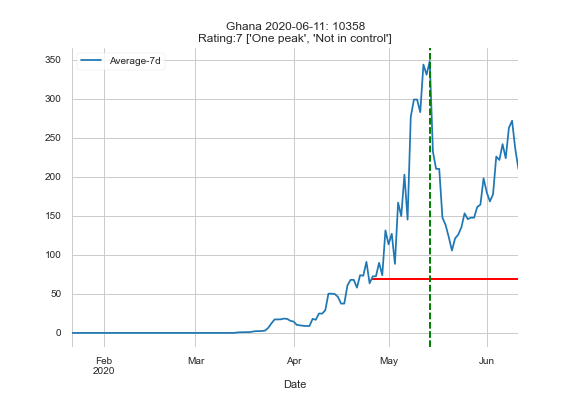 Ghana 2020-06-11: 10358
Rating:7 ['One peak', 'Not in control']
Average-7d
350
300
250
200
150
100
50
0
Feb
2020
Mar
Apr
May
Jun
Date